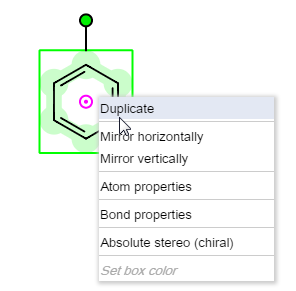 Duplicate
Mirror horizontally
Mirror vertically
Atom properties
Bond properties
Absolute stereo (chiral)
Set box color